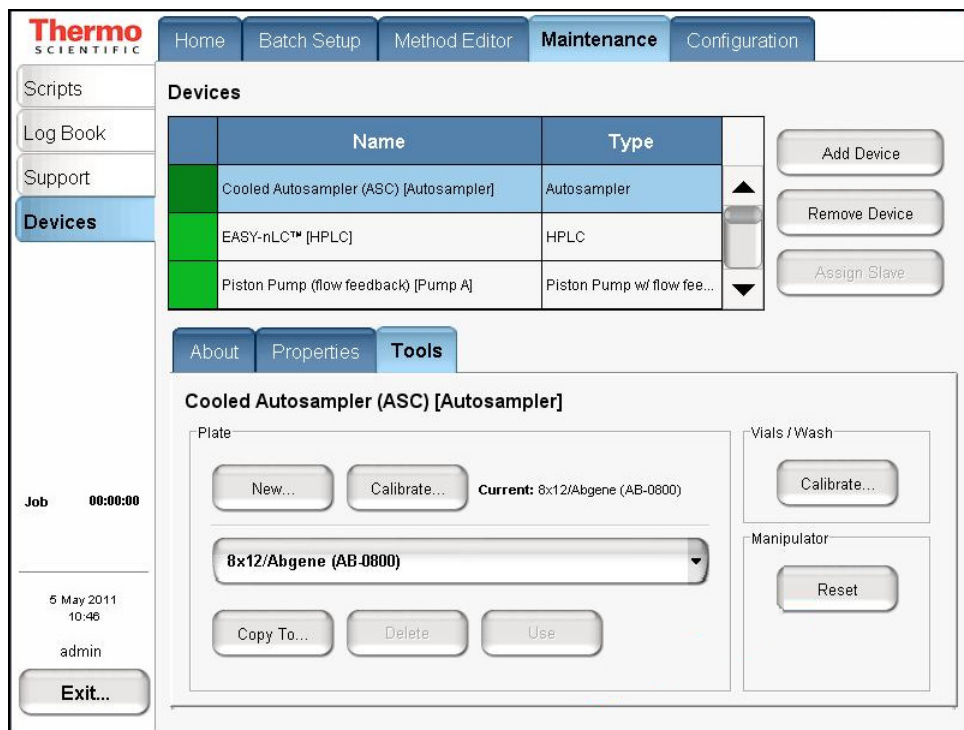 Thermo
SCIENTIFIC
Home
Batch Setup
Method Editor
Maintenance
Configuration
Scripts
Log Book
Support
Devices
Devices
Name
Type
Cooled Autosampler (ASC) [Autosampler]
Autosampler
EASY-nLC™ [HPLC]
HPLC
Piston Pump (flow feedback) [Pump A]
Piston Pump w/ flow fee...
Add Device
Remove Device
Assign Slave
About
Properties
Tools
Cooled Autosampler (ASC) [Autosampler]
Plate
New...
Calibrate...
Current: 8x12/Abgene (AB-0800)
8x12/Abgene (AB-0800)
Copy To...
Delete
Use
Vials / Wash
Calibrate...
Manipulator
Reset
Job 00:00:00
5 May 2011
10:46
admin
Exit...